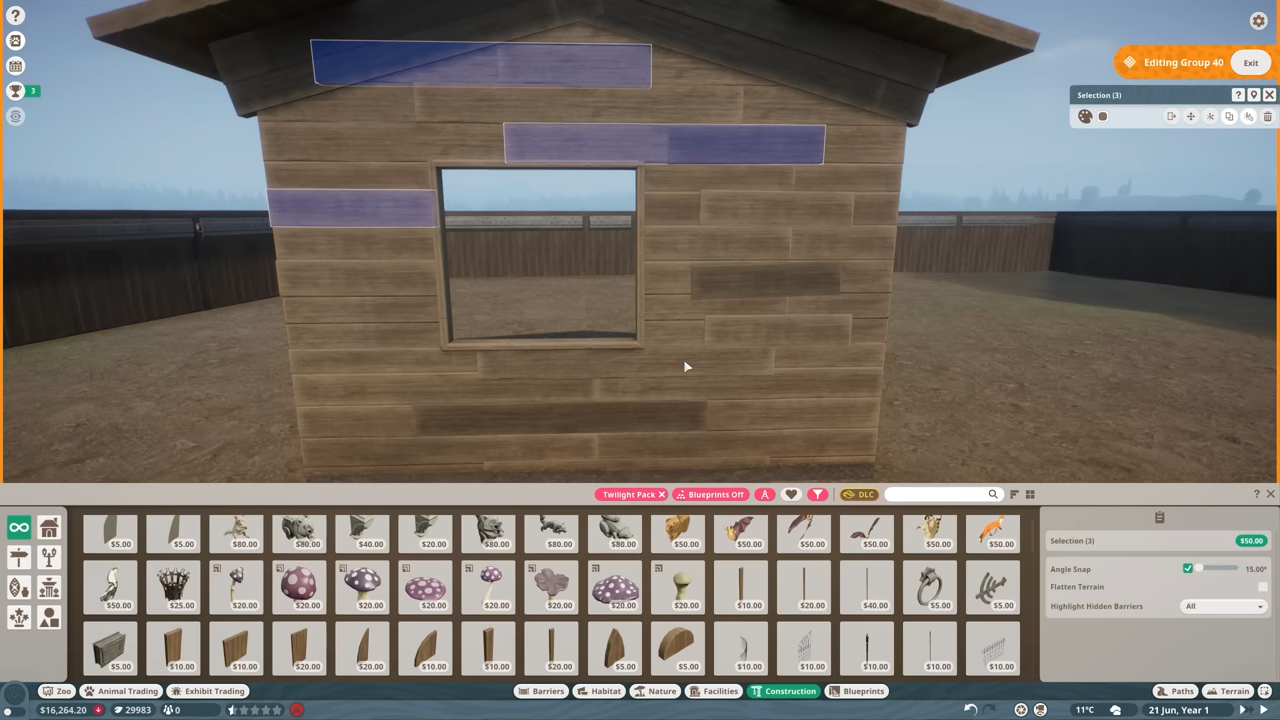 ?
Editing Group 40
Exit
3
Selection (3)
?
Twilight Pack
Blueprints Off
DLC
?
$5.00 $5.00 $80.00 $80.00 $40.00 $20.00 $80.00 $80.00 $80.00 $50.00 $50.00 $50.00 $50.00 $50.00 $50.00
$50.00 $25.00 $20.00 $20.00 $20.00 $20.00 $20.00 $20.00 $20.00 $20.00 $10.00 $20.00 $40.00 $5.00 $5.00
$5.00 $10.00 $10.00 $20.00 $20.00 $10.00 $10.00 $20.00 $5.00 $5.00 $10.00 $10.00 $10.00 $10.00 $10.00
Selection (3)
$50.00
Angle Snap
15.00°
Flatten Terrain
Highlight Hidden Barriers
All
Zoo
Animal Trading
Exhibit Trading
Barriers
Habitat
Nature
Facilities
Construction
Blueprints
Paths
Terrain
$16,264.20
29983
0
11°C
21 Jun, Year 1